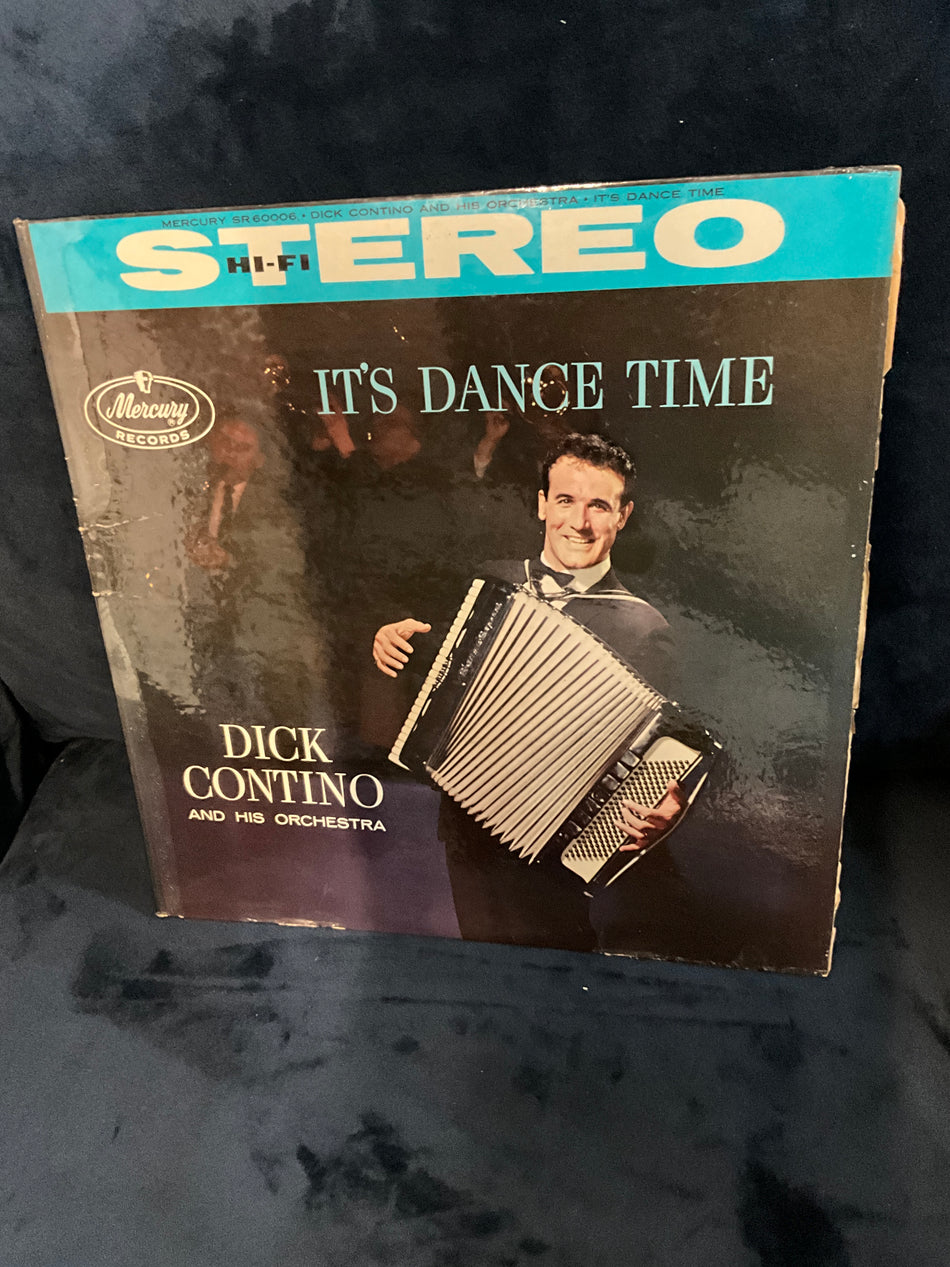 MERCURY SR 60006 • DICK CONTINO AND HIS ORCHESTRA • IT'S DANCE TIME
STEREO
HI-FI
IT'S DANCE TIME
Mercury ®
RECORDS
DICK
CONTINO
AND HIS ORCHESTRA